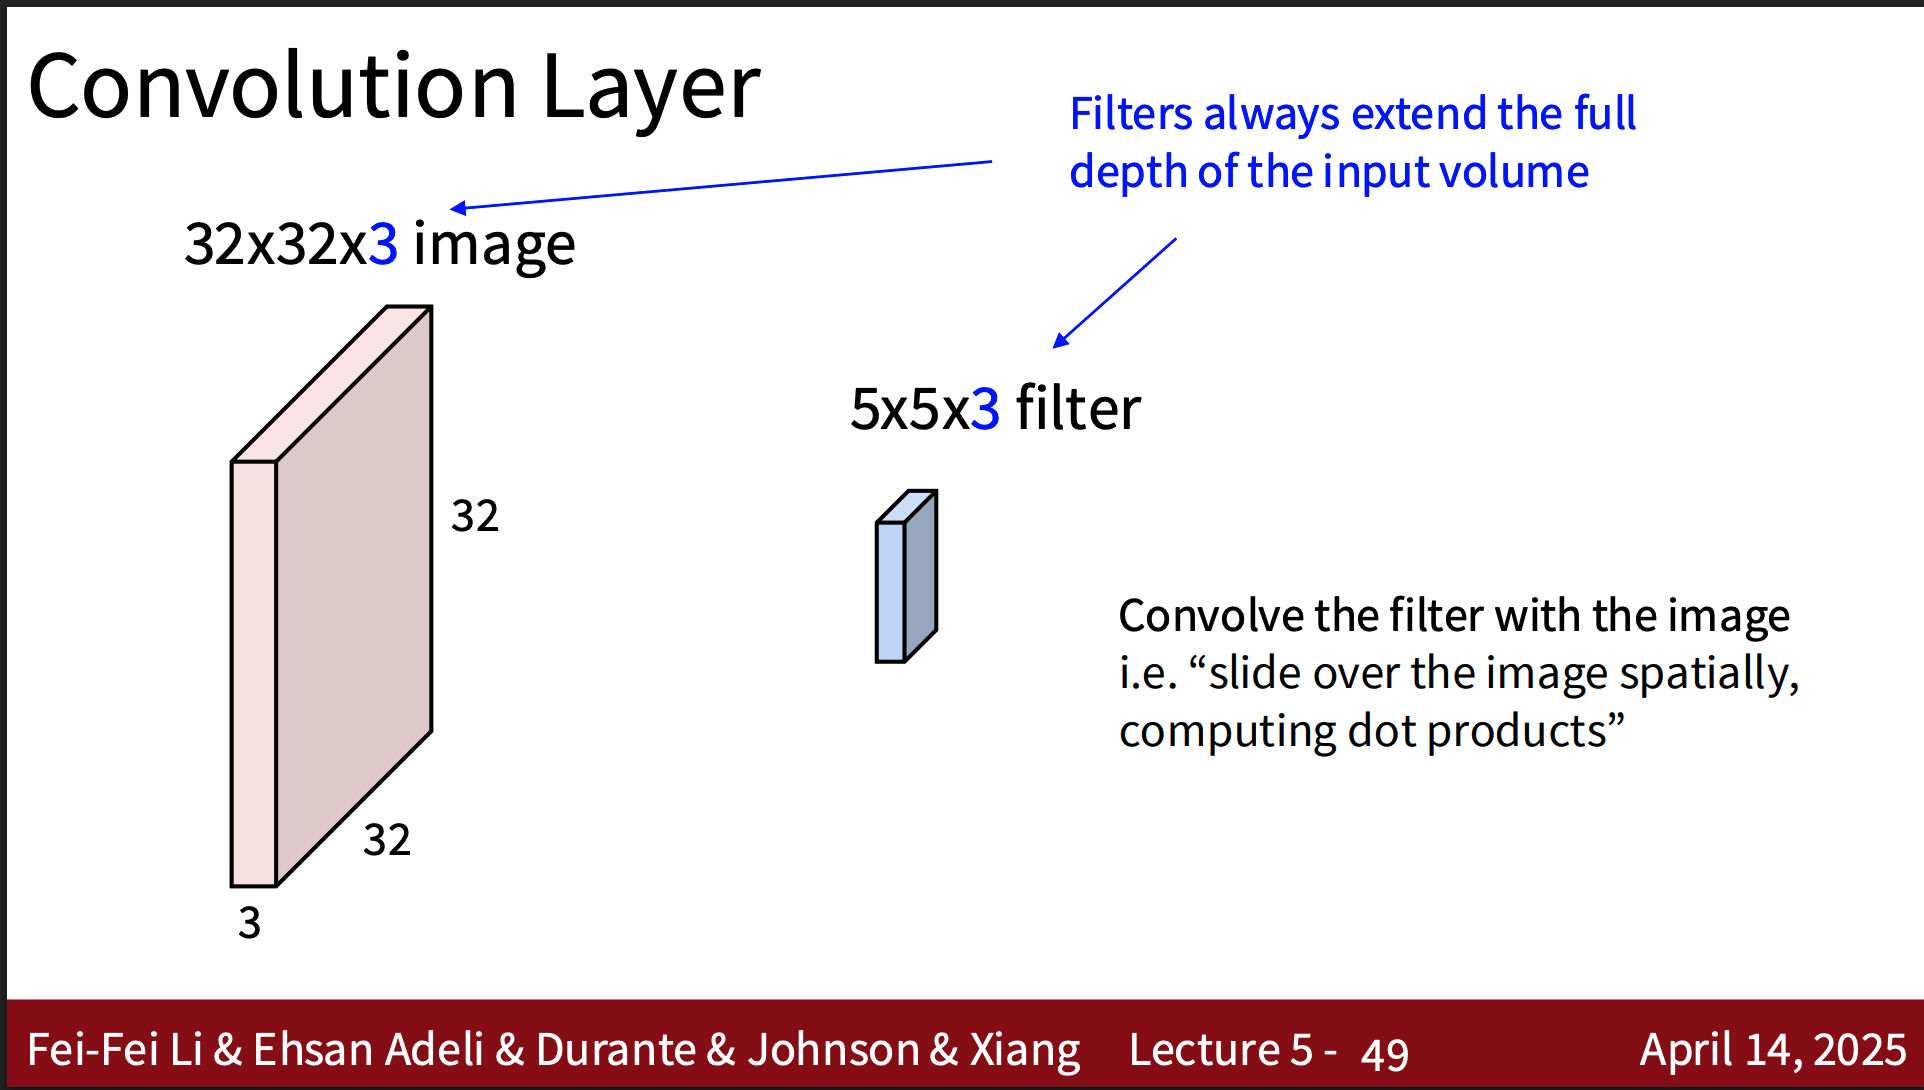 Convolution Layer
Filters always extend the full
depth of the input volume
32x32x3 image
5x5x3 filter
32
Convolve the filter with the image
i.e. “slide over the image spatially,
computing dot products”
32
3
Fei-Fei Li & Ehsan Adeli & Durante & Johnson & Xiang Lecture 5 - 49 April 14, 2025